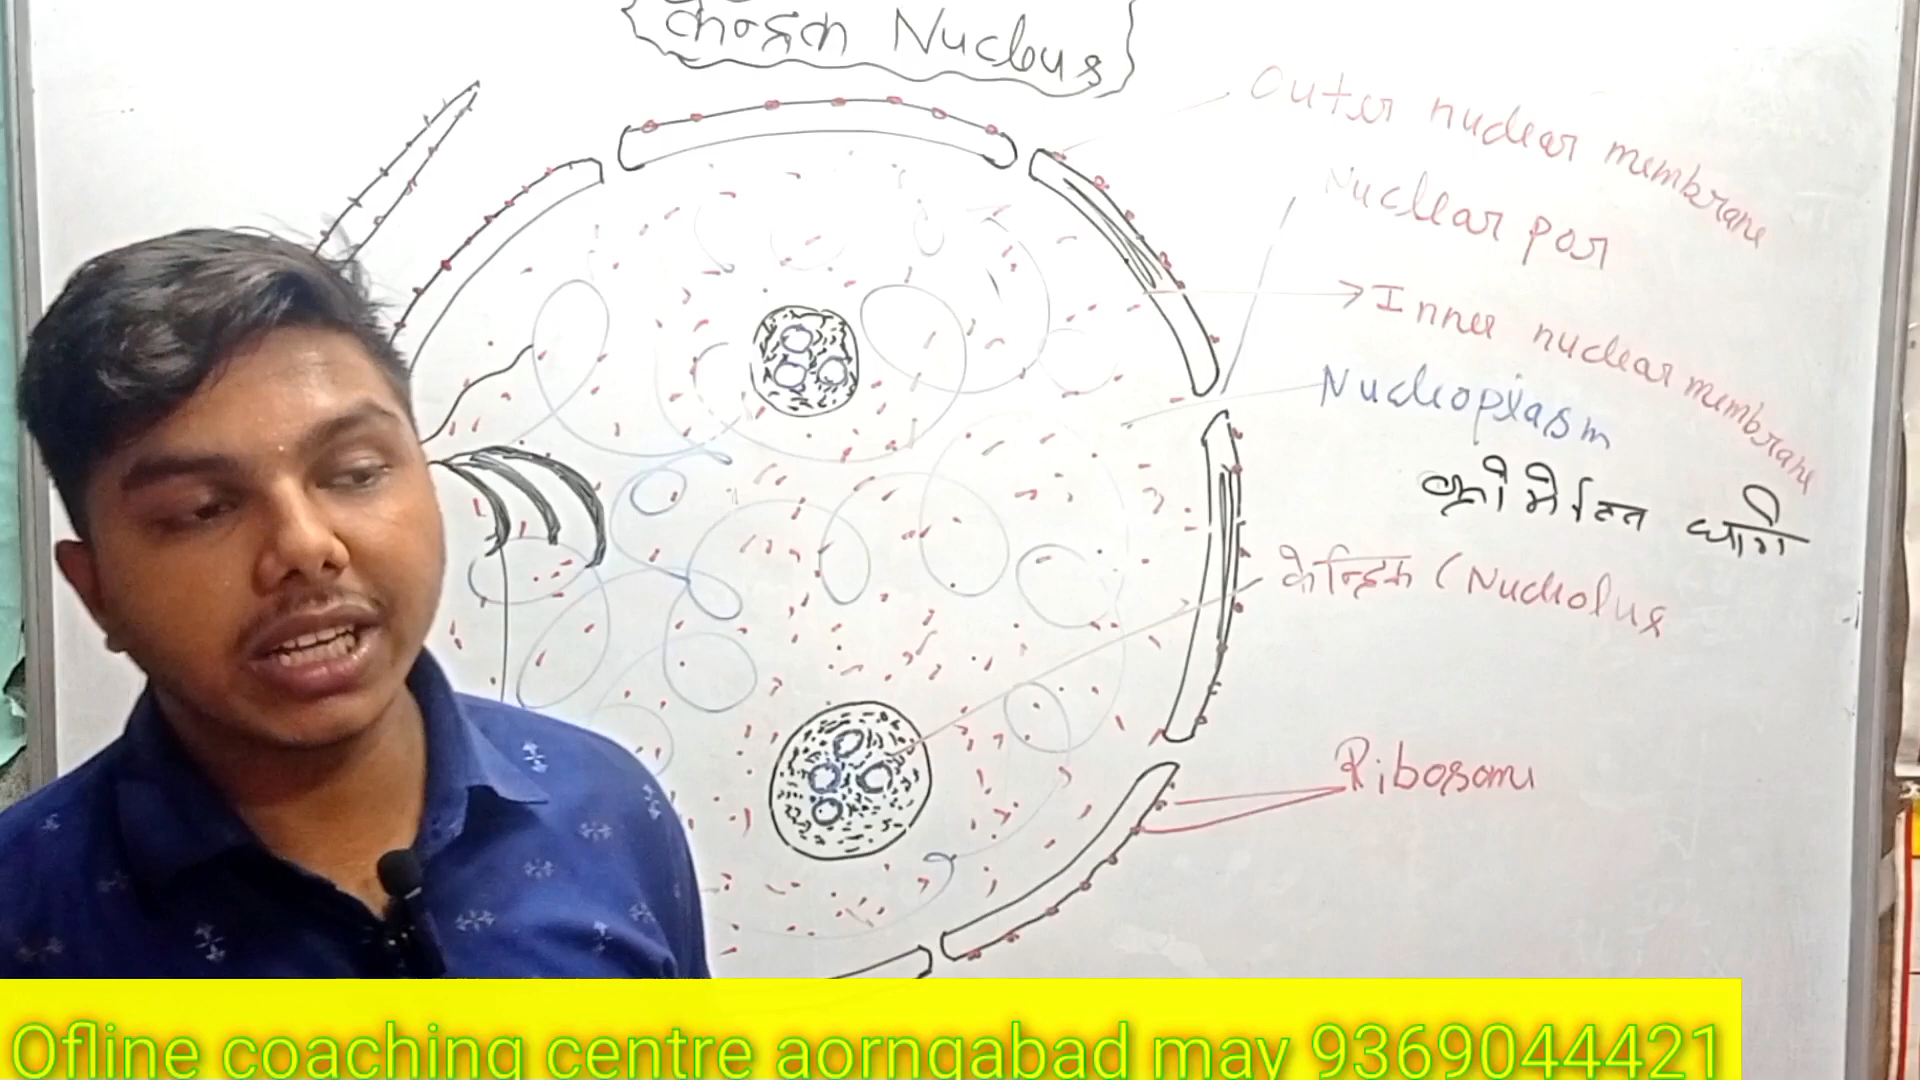 केन्द्रक Nucleus
Outer nuclear membrane
Nuclear por
Inner nuclear membrane
Nucleoplasm
क्रोमेटिन धागे
केन्द्रिक (Nucleolus
Ribosome
Ofline coaching centre aorngabad may 9369044421